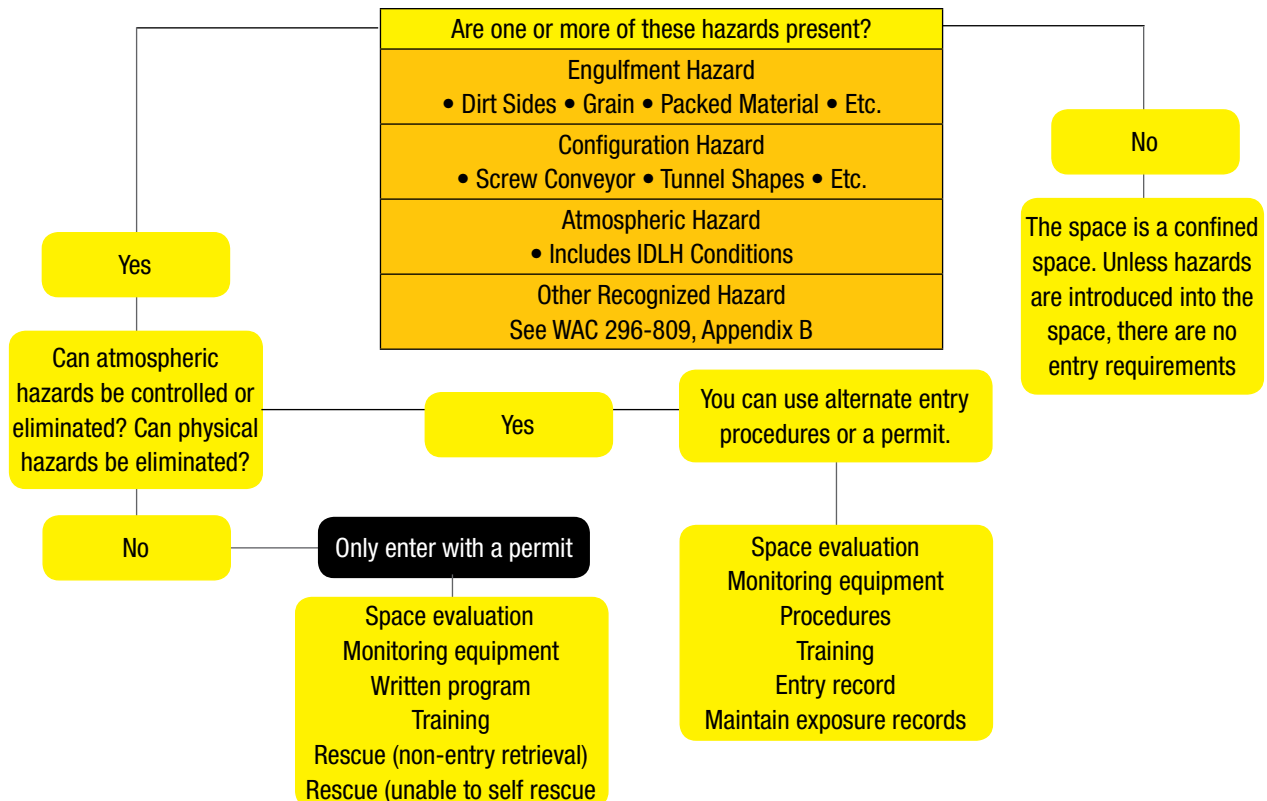 Are one or more of these hazards present?
Engulfment Hazard
• Dirt Sides • Grain • Packed Material • Etc.
Configuration Hazard
• Screw Conveyor • Tunnel Shapes • Etc.
Atmospheric Hazard
• Includes IDLH Conditions
Other Recognized Hazard
See WAC 296-809, Appendix B
No
The space is a confined
space. Unless hazards
are introduced into the
space, there are no
entry requirements
Yes
Can atmospheric
hazards be controlled or
eliminated? Can physical
hazards be eliminated?
Yes
You can use alternate entry
procedures or a permit.
Space evaluation
Monitoring equipment
Procedures
Training
Entry record
Maintain exposure records
No
Only enter with a permit
Space evaluation
Monitoring equipment
Written program
Training
Rescue (non-entry retrieval)
Rescue (unable to self rescue